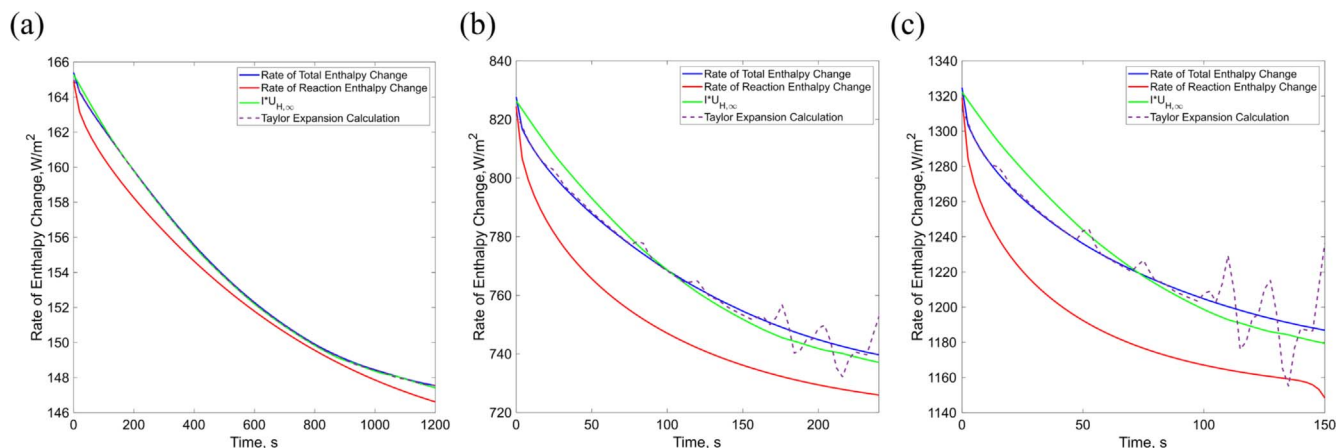 (a)
166
164
162
160
158
156
154
152
150
148
146
0
200
400
600
800
1000
1200
Rate of Enthalpy Change,W/m²
Time, s
Rate of Total Enthalpy Change
Rate of Reaction Enthalpy Change
I*U_H,∞
Taylor Expansion Calculation
(b)
840
820
800
780
760
740
720
0
50
100
150
200
Rate of Enthalpy Change,W/m²
Time, s
Rate of Total Enthalpy Change
Rate of Reaction Enthalpy Change
I*U_H,∞
Taylor Expansion Calculation
(c)
1340
1320
1300
1280
1260
1240
1220
1200
1180
1160
1140
0
50
100
150
Rate of Enthalpy Change,W/m²
Time, s
Rate of Total Enthalpy Change
Rate of Reaction Enthalpy Change
I*U_H,∞
Taylor Expansion Calculation